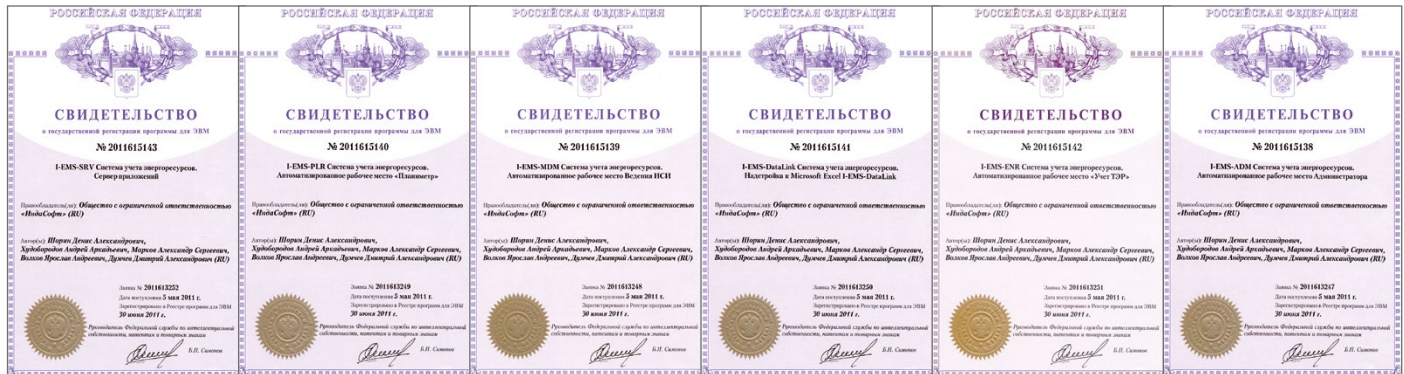 РОССИЙСКАЯ ФЕДЕРАЦИЯ
СВИДЕТЕЛЬСТВО
о государственной регистрации программы для ЭВМ
№ 2011615143
I-EMS-SRV Система учета энергоресурсов.
Сервер приложений
Правообладатель(ли): Общество с ограниченной ответственностью
«ИндаСофт» (RU)
Автор(ы): Шорин Денис Александрович,
Худобородов Андрей Аркадьевич, Марков Александр Сергеевич,
Волков Ярослав Андреевич, Думчев Дмитрий Александрович (RU)
Заявка № 2011613252
Дата поступления 5 мая 2011 г.
Зарегистрировано в Реестре программ для ЭВМ
30 июня 2011 г.
Руководитель Федеральной службы по интеллектуальной
собственности, патентам и товарным знакам
Б.П. Симонов
РОССИЙСКАЯ ФЕДЕРАЦИЯ
СВИДЕТЕЛЬСТВО
о государственной регистрации программы для ЭВМ
№ 2011615140
I-EMS-PLR Система учета энергоресурсов.
Автоматизированное рабочее место «Планиметр»
Правообладатель(ли): Общество с ограниченной ответственностью
«ИндаСофт» (RU)
Автор(ы): Шорин Денис Александрович,
Худобородов Андрей Аркадьевич, Марков Александр Сергеевич,
Волков Ярослав Андреевич, Думчев Дмитрий Александрович (RU)
Заявка № 2011613249
Дата поступления 5 мая 2011 г.
Зарегистрировано в Реестре программ для ЭВМ
30 июня 2011 г.
Руководитель Федеральной службы по интеллектуальной
собственности, патентам и товарным знакам
Б.П. Симонов
РОССИЙСКАЯ ФЕДЕРАЦИЯ
СВИДЕТЕЛЬСТВО
о государственной регистрации программы для ЭВМ
№ 2011615139
I-EMS-MDM Система учета энергоресурсов.
Автоматизированное рабочее место Ведения НСИ
Правообладатель(ли): Общество с ограниченной ответственностью
«ИндаСофт» (RU)
Автор(ы): Шорин Денис Александрович,
Худобородов Андрей Аркадьевич, Марков Александр Сергеевич,
Волков Ярослав Андреевич, Думчев Дмитрий Александрович (RU)
Заявка № 2011613248
Дата поступления 5 мая 2011 г.
Зарегистрировано в Реестре программ для ЭВМ
30 июня 2011 г.
Руководитель Федеральной службы по интеллектуальной
собственности, патентам и товарным знакам
Б.П. Симонов
РОССИЙСКАЯ ФЕДЕРАЦИЯ
СВИДЕТЕЛЬСТВО
о государственной регистрации программы для ЭВМ
№ 2011615141
I-EMS-DataLink Система учета энергоресурсов.
Надстройка к Microsoft Excel I-EMS-DataLink
Правообладатель(ли): Общество с ограниченной ответственностью
«ИндаСофт» (RU)
Автор(ы): Шорин Денис Александрович,
Худобородов Андрей Аркадьевич, Марков Александр Сергеевич,
Волков Ярослав Андреевич, Думчев Дмитрий Александрович (RU)
Заявка № 2011613250
Дата поступления 5 мая 2011 г.
Зарегистрировано в Реестре программ для ЭВМ
30 июня 2011 г.
Руководитель Федеральной службы по интеллектуальной
собственности, патентам и товарным знакам
Б.П. Симонов
РОССИЙСКАЯ ФЕДЕРАЦИЯ
СВИДЕТЕЛЬСТВО
о государственной регистрации программы для ЭВМ
№ 2011615142
I-EMS-ENR Система учета энергоресурсов.
Автоматизированное рабочее место «Учет ТЭР»
Правообладатель(ли): Общество с ограниченной ответственностью
«ИндаСофт» (RU)
Автор(ы): Шорин Денис Александрович,
Худобородов Андрей Аркадьевич, Марков Александр Сергеевич,
Волков Ярослав Андреевич, Думчев Дмитрий Александрович (RU)
Заявка № 2011613251
Дата поступления 5 мая 2011 г.
Зарегистрировано в Реестре программ для ЭВМ
30 июня 2011 г.
Руководитель Федеральной службы по интеллектуальной
собственности, патентам и товарным знакам
Б.П. Симонов
РОССИЙСКАЯ ФЕДЕРАЦИЯ
СВИДЕТЕЛЬСТВО
о государственной регистрации программы для ЭВМ
№ 2011615138
I-EMS-ADM Система учета энергоресурсов.
Автоматизированное рабочее место Администратора
Правообладатель(ли): Общество с ограниченной ответственностью
«ИндаСофт» (RU)
Автор(ы): Шорин Денис Александрович,
Худобородов Андрей Аркадьевич, Марков Александр Сергеевич,
Волков Ярослав Андреевич, Думчев Дмитрий Александрович (RU)
Заявка № 2011613247
Дата поступления 5 мая 2011 г.
Зарегистрировано в Реестре программ для ЭВМ
30 июня 2011 г.
Руководитель Федеральной службы по интеллектуальной
собственности, патентам и товарным знакам
Б.П. Симонов